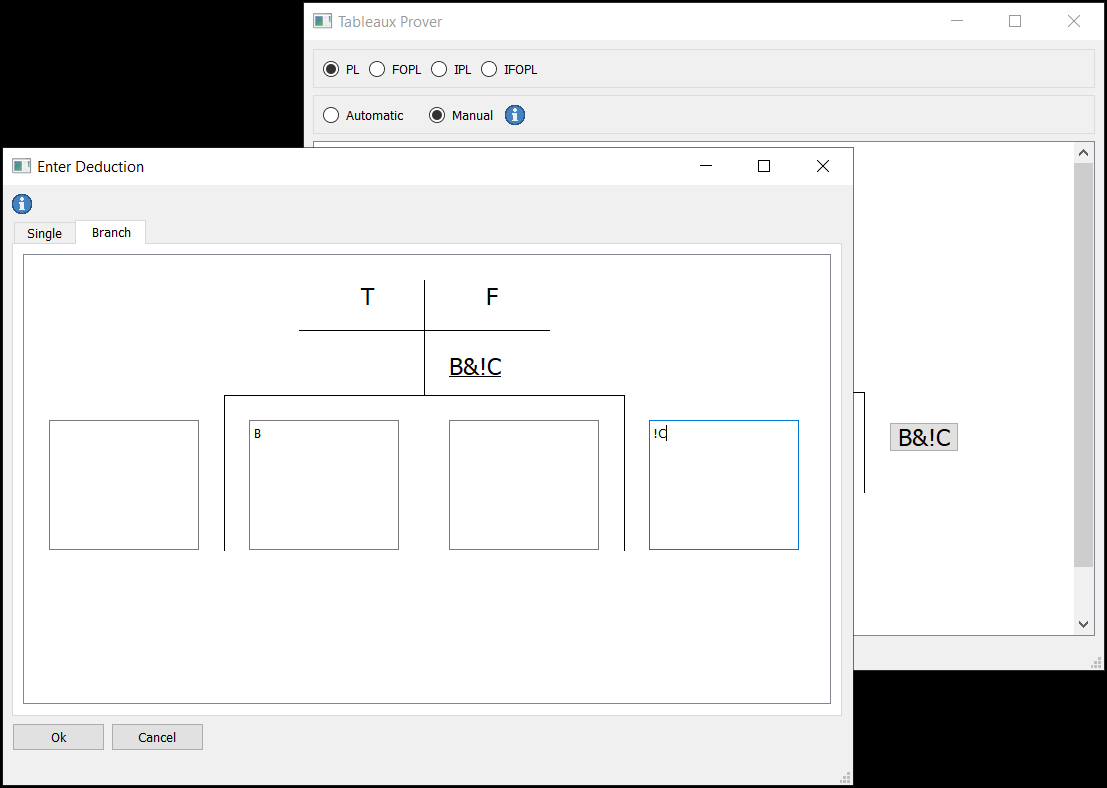 Tableaux Prover
PL FOPL IPL IFOPL
Automatic Manual
Enter Deduction
Single Branch
T F
B&!C
B !C
B&!C
Ok Cancel